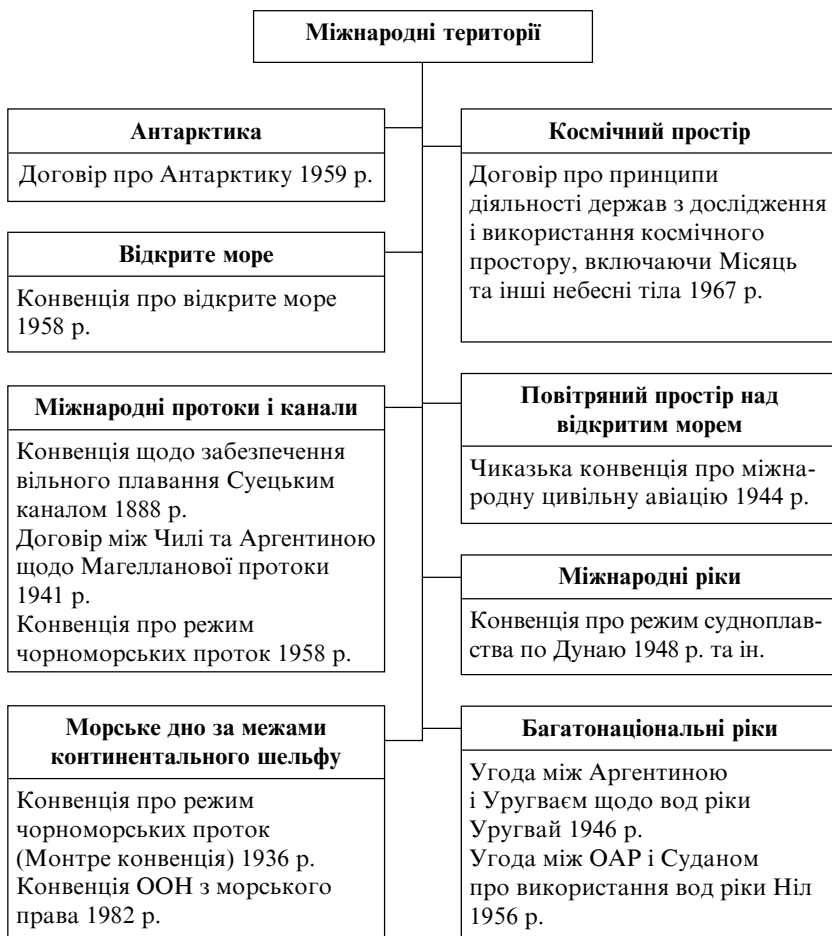 Міжнародні території
Антарктика
Договір про Антарктику 1959 р.
Відкрите море
Конвенція про відкрите море
1958 р.
Міжнародні протоки і канали
Конвенція щодо забезпечення
вільного плавання Суецьким
каналом 1888 р.
Договір між Чилі та Аргентиною
щодо Магелланової протоки
1941 р.
Конвенція про режим
чорноморських проток 1958 р.
Морське дно за межами
континентального шельфу
Конвенція про режим
чорноморських проток
(Монтре конвенція) 1936 р.
Конвенція ООН з морського
права 1982 р.
Космічний простір
Договір про принципи
діяльності держав з дослідження
і використання космічного
простору, включаючи Місяць
та інші небесні тіла 1967 р.
Повітряний простір над
відкритим морем
Чиказька конвенція про міжна-
родну цивільну авіацію 1944 р.
Міжнародні ріки
Конвенція про режим судноплав-
ства по Дунаю 1948 р. та ін.
Багатонаціональні ріки
Угода між Аргентиною
і Уругваєм щодо вод ріки
Уругвай 1946 р.
Угода між ОАР і Суданом
про використання вод ріки Ніл
1956 р.